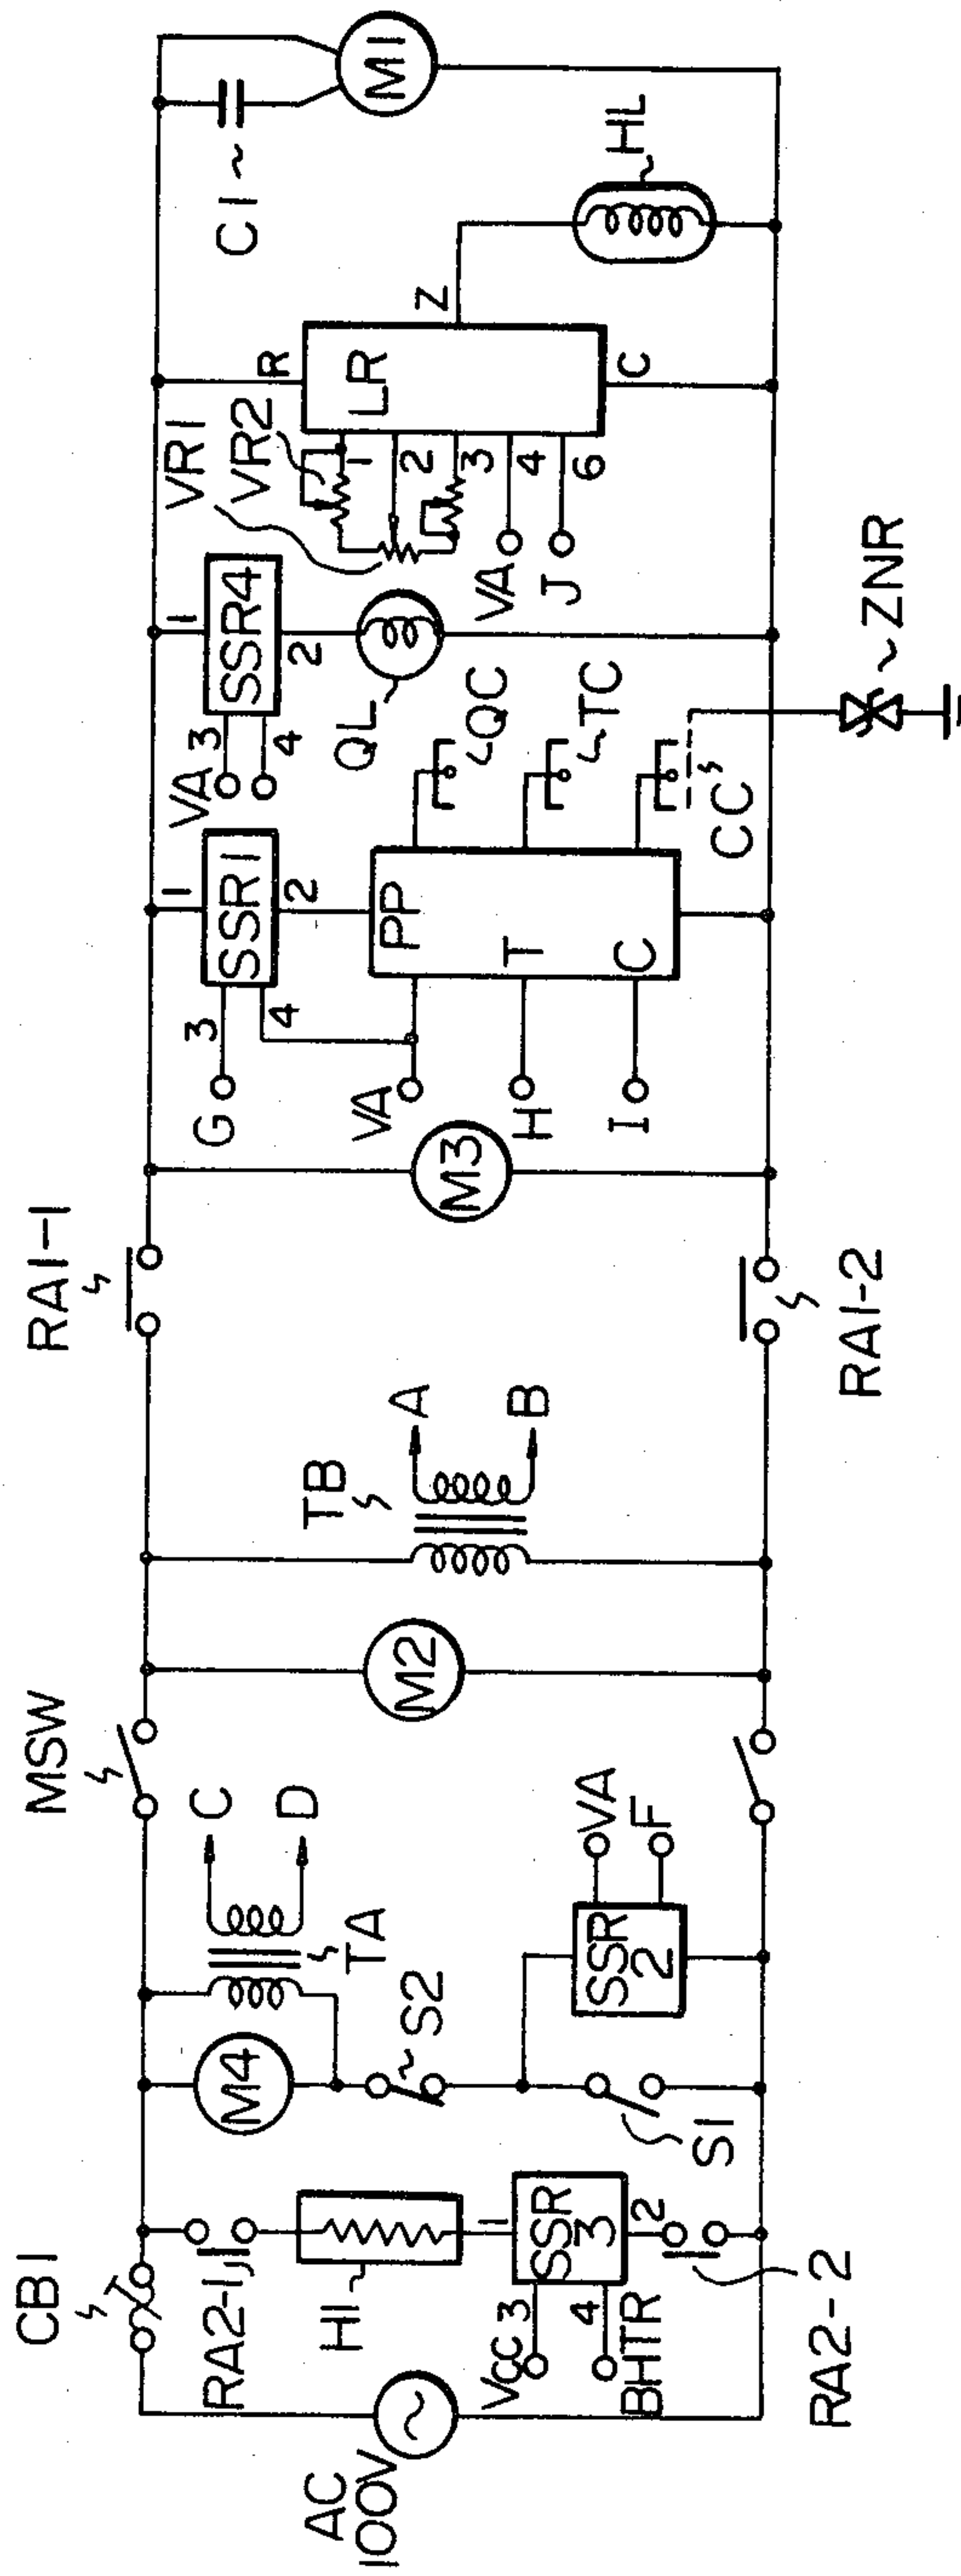 AC
100V
CB1
RA2-1
H1
1
SSR
3
2
3
4
VCC
BHTR
RA2-2
M4
S2
S1
TA
C
D
SSR
2
VA
F
MSW
M2
TB
A
B
RA1-1
RA1-2
M3
G
3
4
SSR1
1
2
VA
H
I
PP
T
C
QC
TC
CC
ZNR
VA
3
4
SSR4
1
2
QL
VR1
VR2
R
LR
1
2
3
4
6
VA
J
Z
C
HL
C1
M1